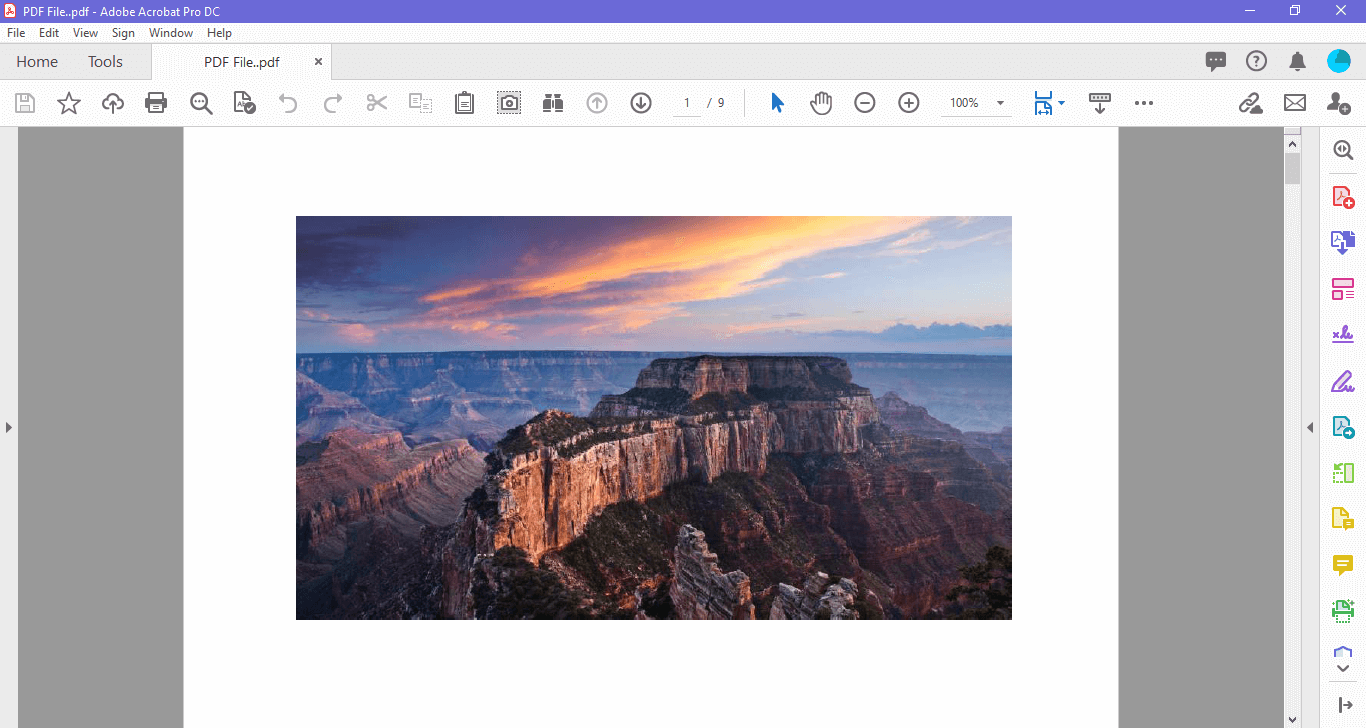 PDF File..pdf - Adobe Acrobat Pro DC
File Edit View Sign Window Help
Home Tools PDF File..pdf
1 / 9 100%